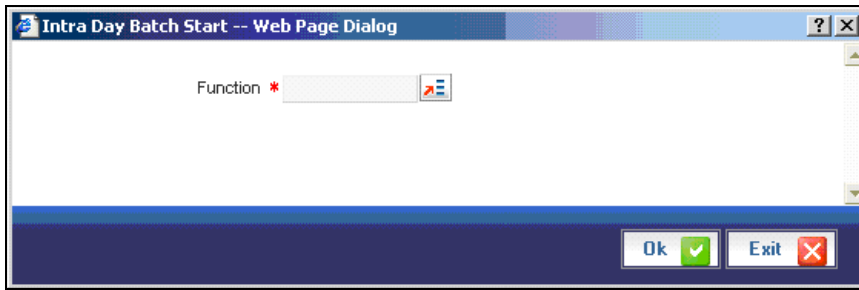 Intra Day Batch Start -- Web Page Dialog
Function *
Ok
Exit